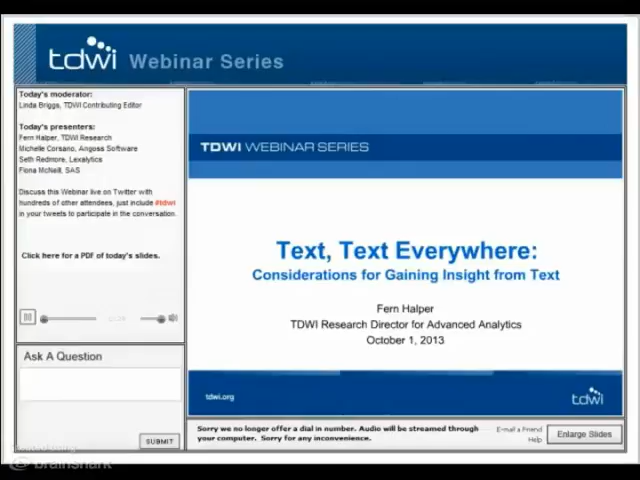 tdwi Webinar Series
Today's moderator:
Linda Briggs, TDWI Contributing Editor
Today's presenters:
Fern Halper, TDWI Research
Michelle Corsano, Angoss Software
Seth Redmore, Lexalytics
Fiona McNeill, SAS
Discuss this Webinar live on Twitter with
hundreds of other attendees, just include #tdwi
in your tweets to participate in the conversation.
Click here for a PDF of today's slides.
Ask A Question
SUBMIT
brainshark
TDWI WEBINAR SERIES
Text, Text Everywhere:
Considerations for Gaining Insight from Text
Fern Halper
TDWI Research Director for Advanced Analytics
October 1, 2013
tdwi.org
tdwi
Sorry we no longer offer a dial in number. Audio will be streamed through
your computer. Sorry for any inconvenience.
E-mail a Friend
Help
Enlarge Slides